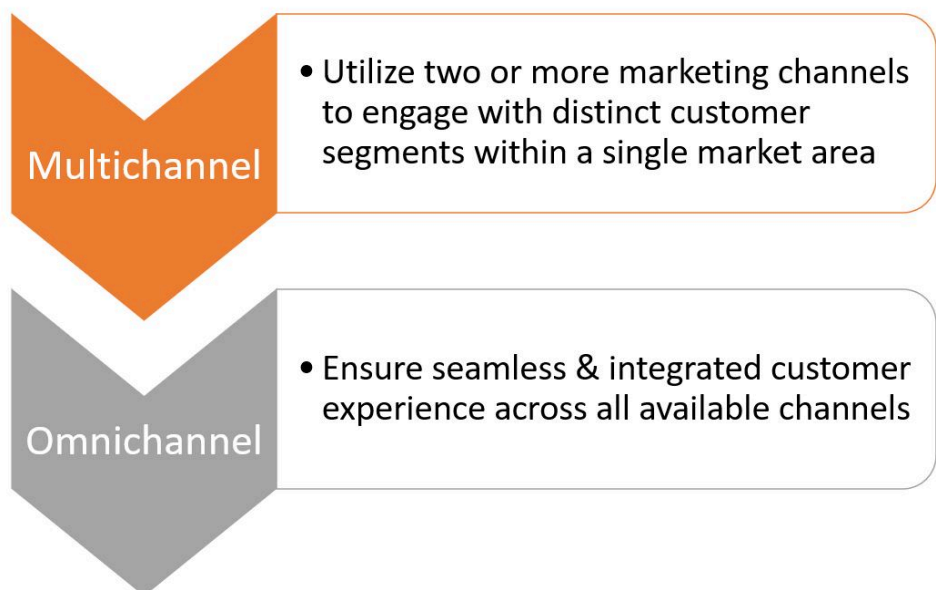 Multichannel
• Utilize two or more marketing channels
to engage with distinct customer
segments within a single market area
Omnichannel
• Ensure seamless & integrated customer
experience across all available channels